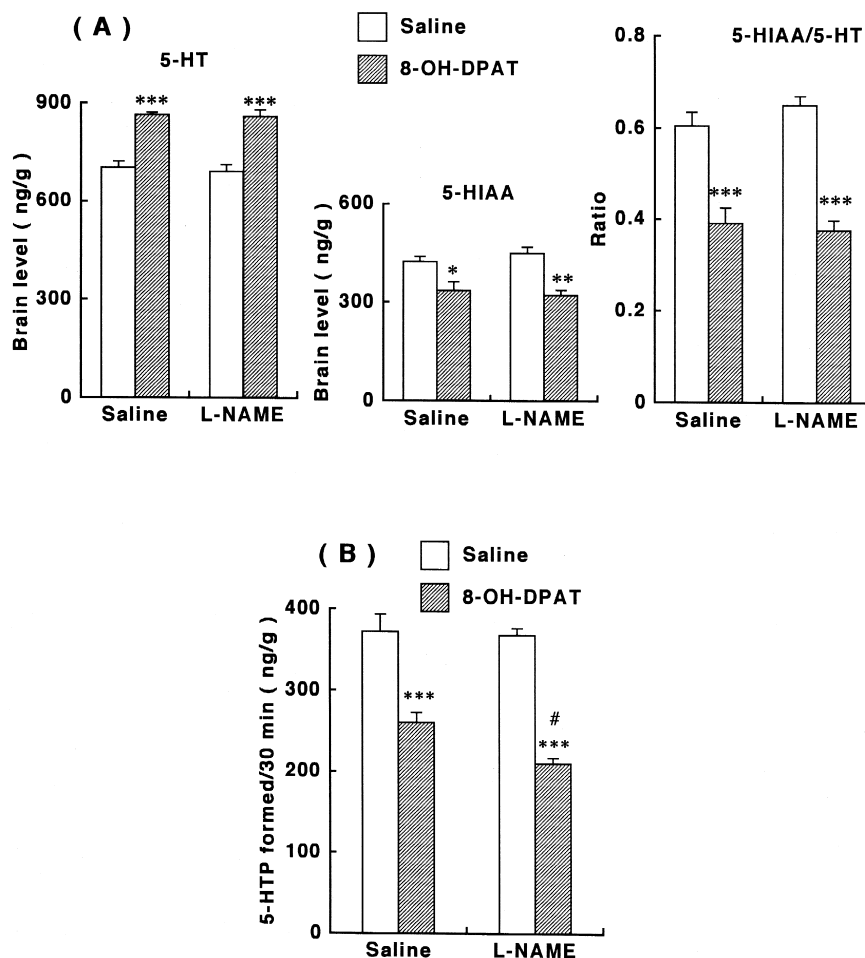 ( A )
Saline
8-OH-DPAT
5-HT
900
600
300
0
Brain level ( ng/g )
***
***
Saline L-NAME
5-HIAA
600
300
0
Brain level ( ng/g )
*
**
Saline L-NAME
5-HIAA/5-HT
0.8
0.6
0.4
0.2
0
Ratio
***
***
Saline L-NAME
( B )
Saline
8-OH-DPAT
400
300
200
100
0
5-HTP formed/30 min ( ng/g )
***
#
***
Saline L-NAME